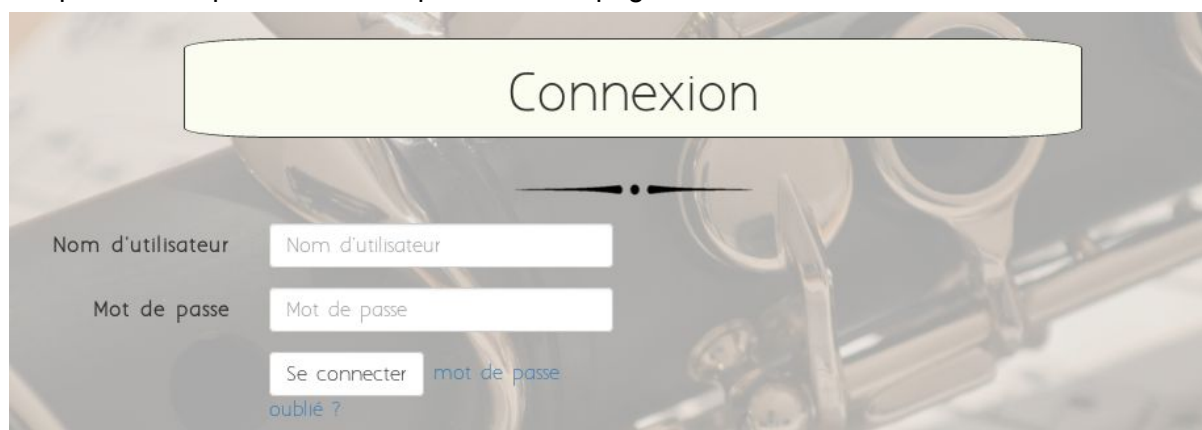 Connexion
Nom d'utilisateur Nom d'utilisateur
Mot de passe Mot de passe
Se connecter mot de passe
oublié ?